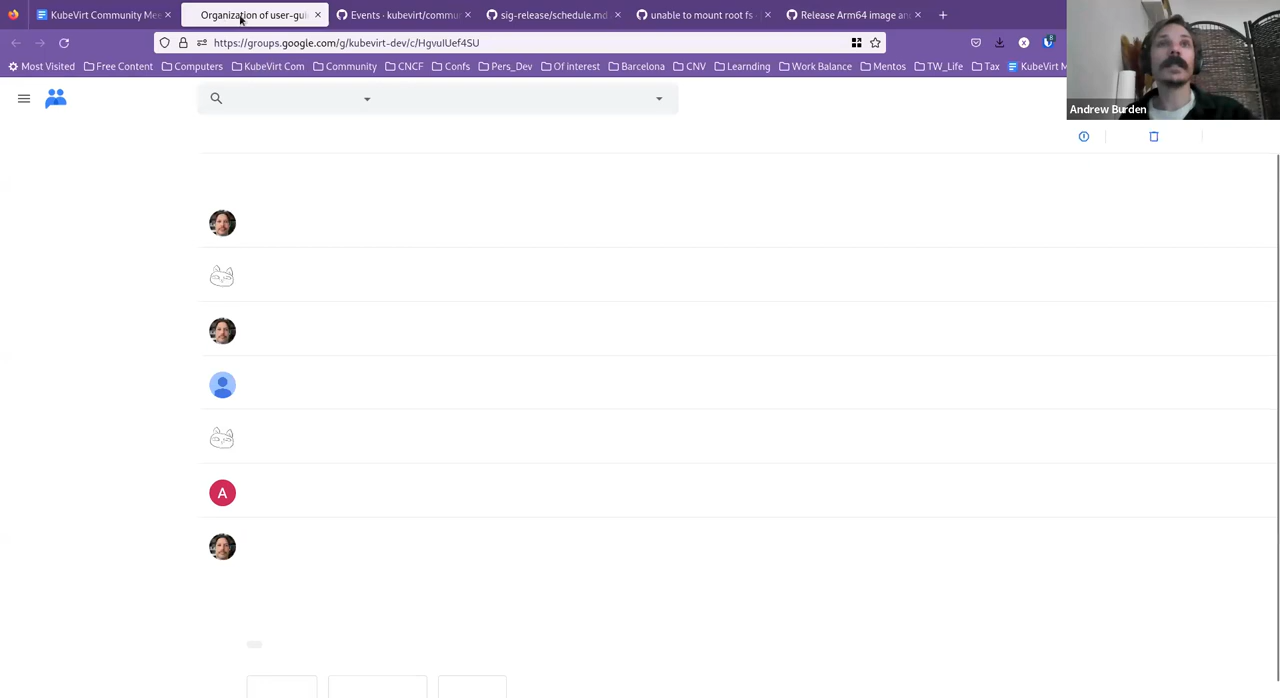 KubeVirt Community Mee
Organization of user-gui
Events · kubevirt/commu
sig-release/schedule.md
unable to mount root fs
Release Arm64 image an
https://groups.google.com/g/kubevirt-dev/c/HgvuIUef4SU
Most Visited
Free Content
Computers
KubeVirt Com
Community
CNCF
Confs
Pers_Dev
Of interest
Barcelona
CNV
Learnding
Work Balance
Mentos
TW_Life
Tax
KubeVirt M
Andrew Burden
A